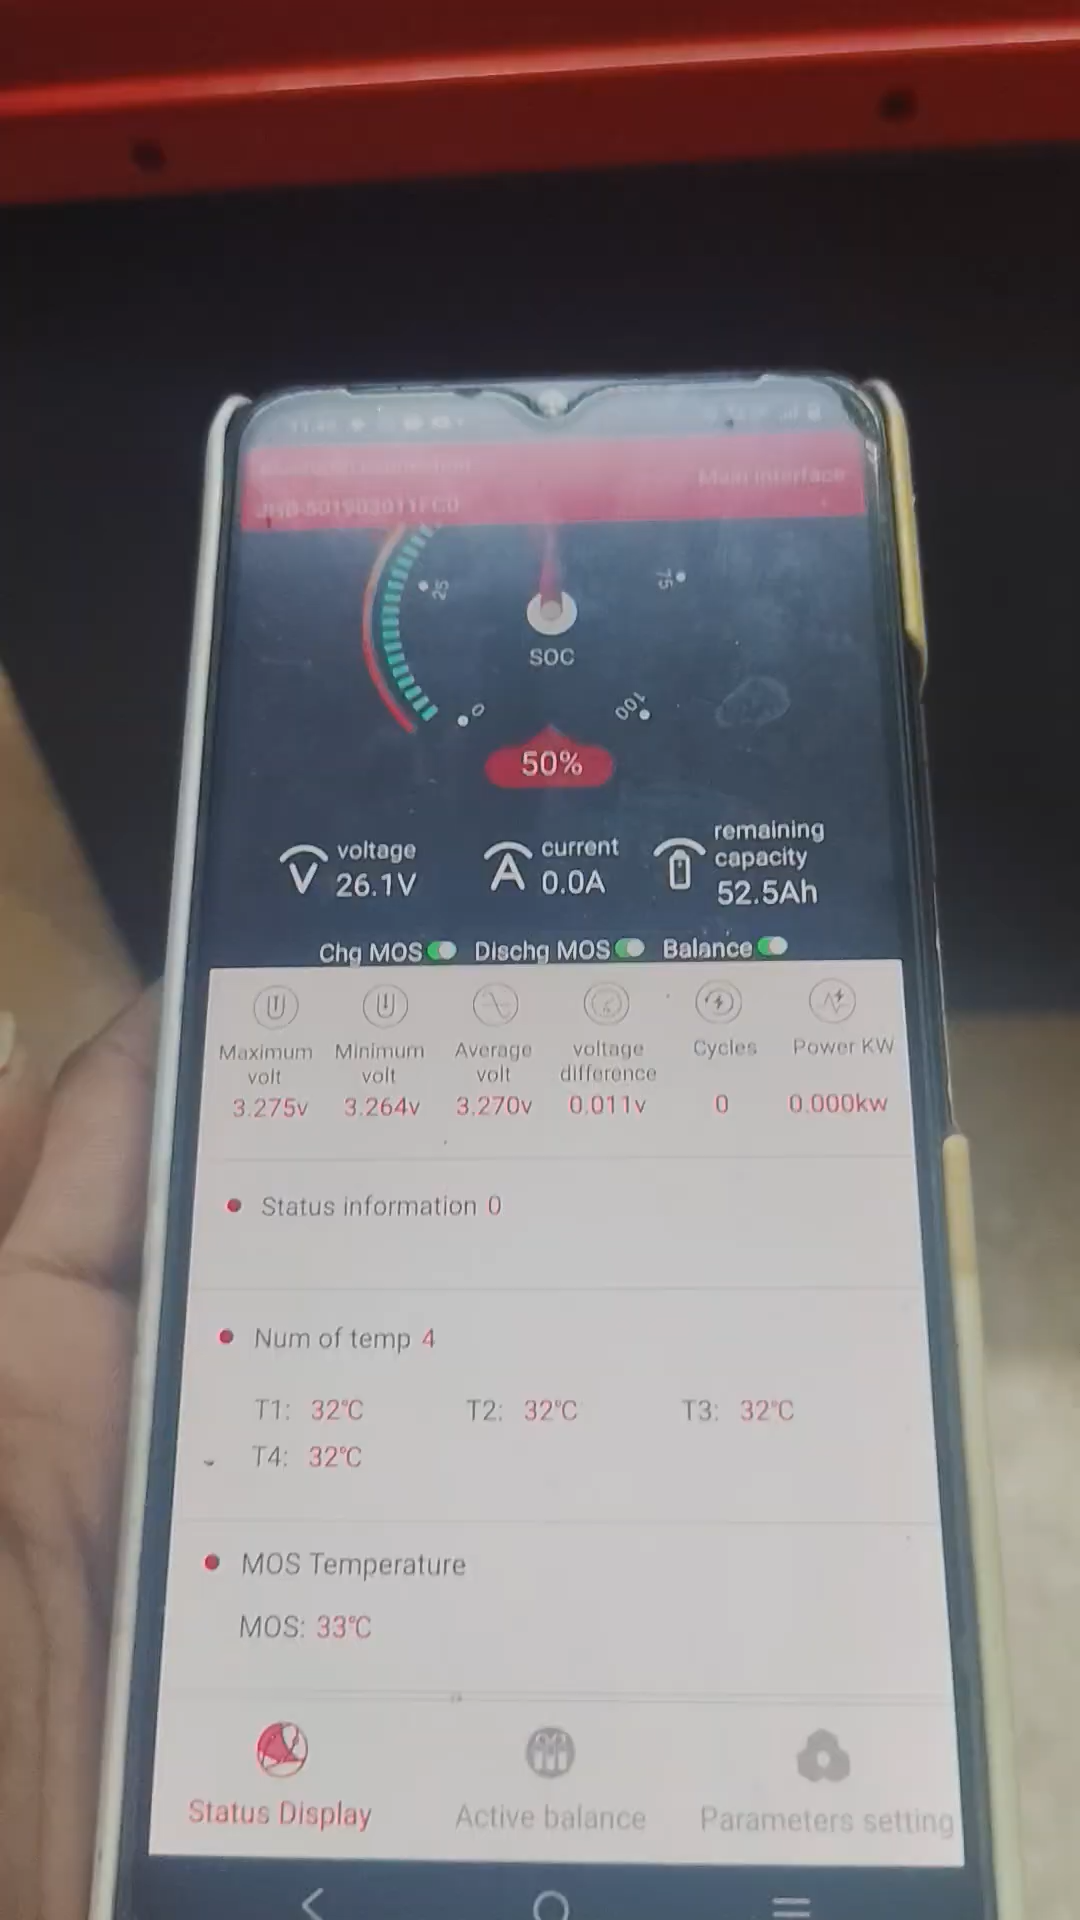 Main Interface
25
75
SOC
0
100
50%
voltage
26.1V
current
0.0A
remaining
capacity
52.5Ah
Chg MOS Dischg MOS Balance
Maximum volt Minimum volt Average volt voltage difference Cycles Power KW
3.275v 3.264v 3.270v 0.011v 0 0.000kw
Status information 0
Num of temp 4
T1: 32℃ T2: 32℃ T3: 32℃
T4: 32℃
MOS Temperature
MOS: 33℃
Status Display Active balance Parameters setting